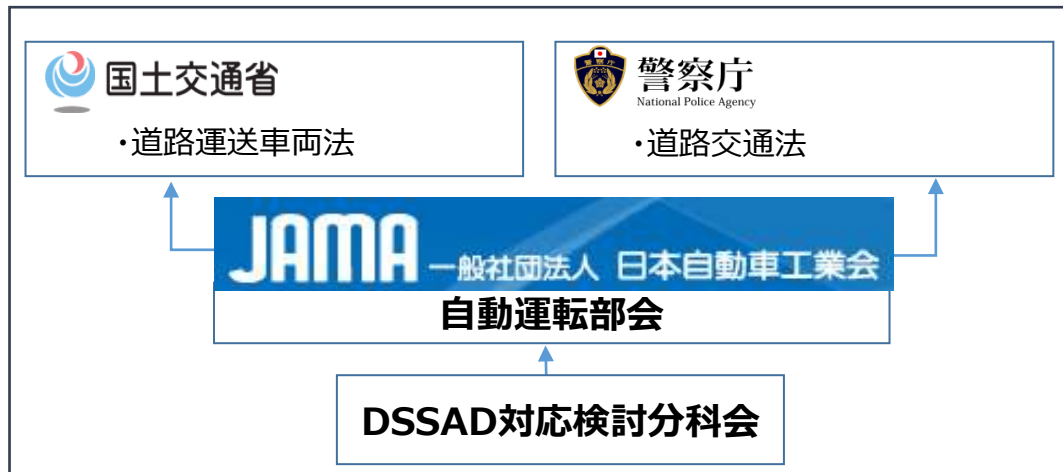 国土交通省
・道路運送車両法
警察庁
National Police Agency
・道路交通法
JAMA 一般社団法人 日本自動車工業会
自動運転部会
DSSAD対応検討分科会